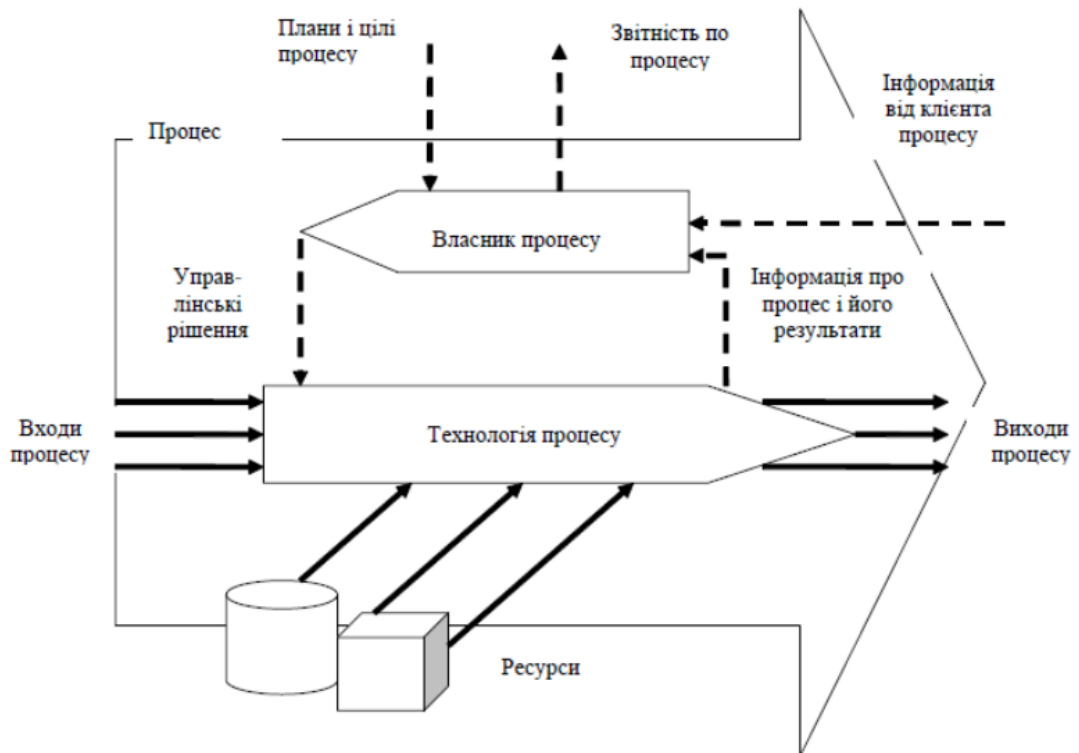 Плани і цілі
процесу
Звітність по
процесу
Інформація
від клієнта
процесу
Процес
Власник процесу
Управ-
лінські
рішення
Інформація про
процес і його
результати
Входи
процесу
Технологія процесу
Виходи
процесу
Ресурси